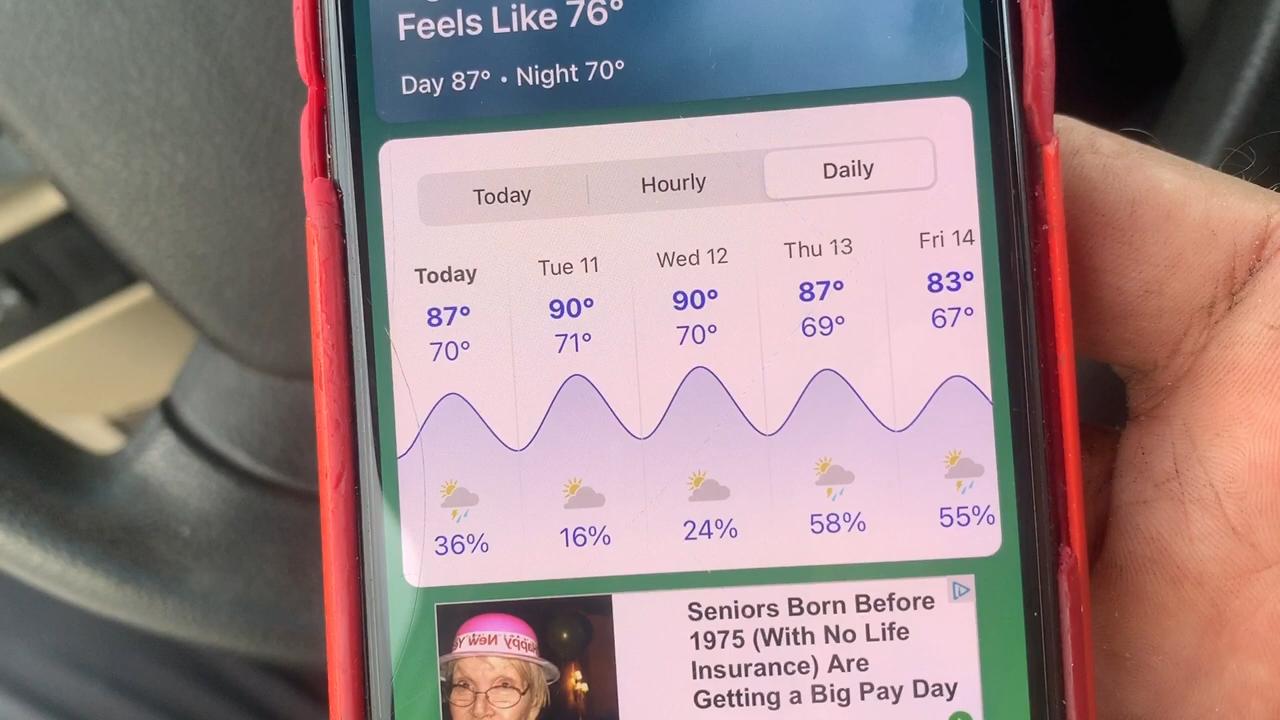 Feels Like 76°
Day 87° • Night 70°
Today Hourly Daily
Today Tue 11 Wed 12 Thu 13 Fri 14
87° 90° 90° 87° 83°
70° 71° 70° 69° 67°
36% 16% 24% 58% 55%
Seniors Born Before
1975 (With No Life
Insurance) Are
Getting a Big Pay Day
Happy New